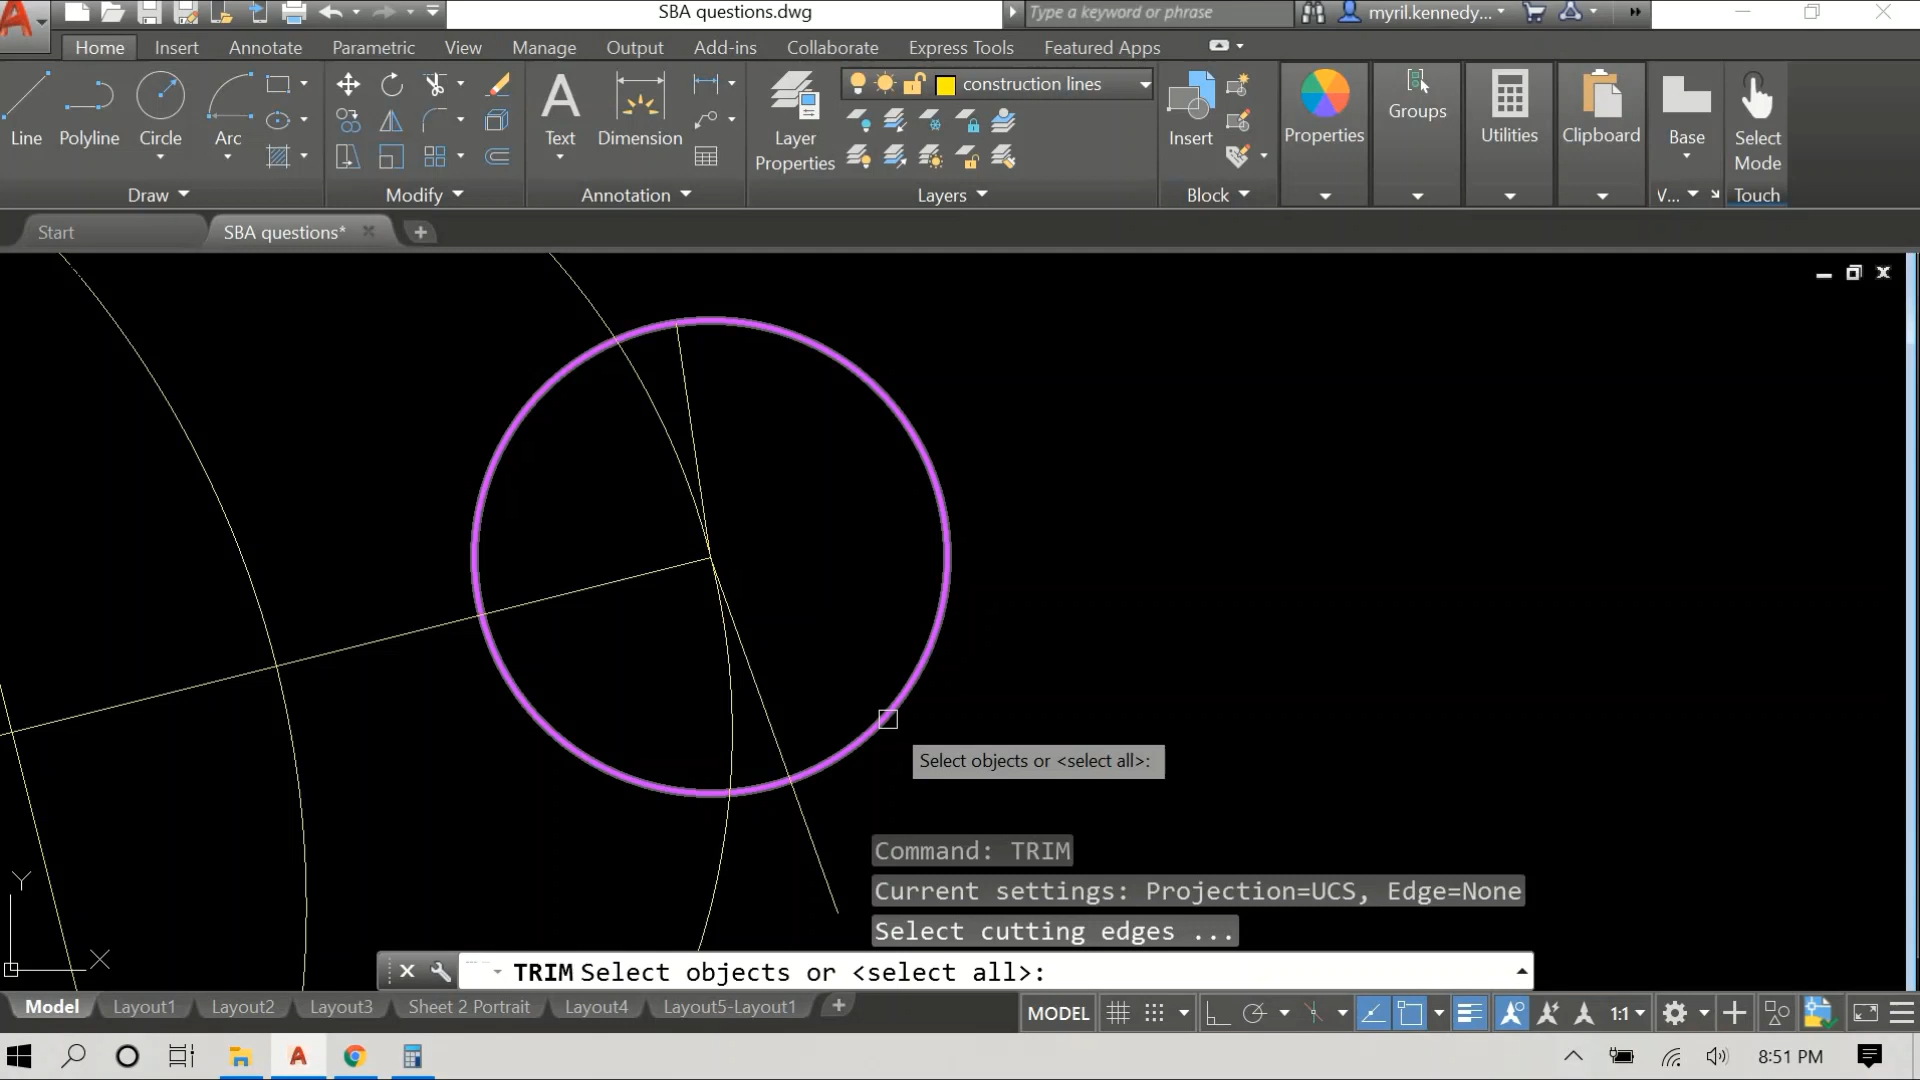 SBA questions.dwg
Type a keyword or phrase
myril.kennedy...
Home Insert Annotate Parametric View Manage Output Add-ins Collaborate Express Tools Featured Apps
construction lines
Line Polyline Circle Arc
Text Dimension
Layer Properties
Insert
Properties
Groups
Utilities
Clipboard
Base
Select Mode
Draw Modify Annotation Layers Block V... Touch
Start SBA questions*
Select objects or <select all>:
Command: TRIM
Current settings: Projection=UCS, Edge=None
Select cutting edges ...
Y
X
TRIM Select objects or <select all>:
Model Layout1 Layout2 Layout3 Sheet 2 Portrait Layout4 Layout5-Layout1
MODEL 1:1
8:51 PM